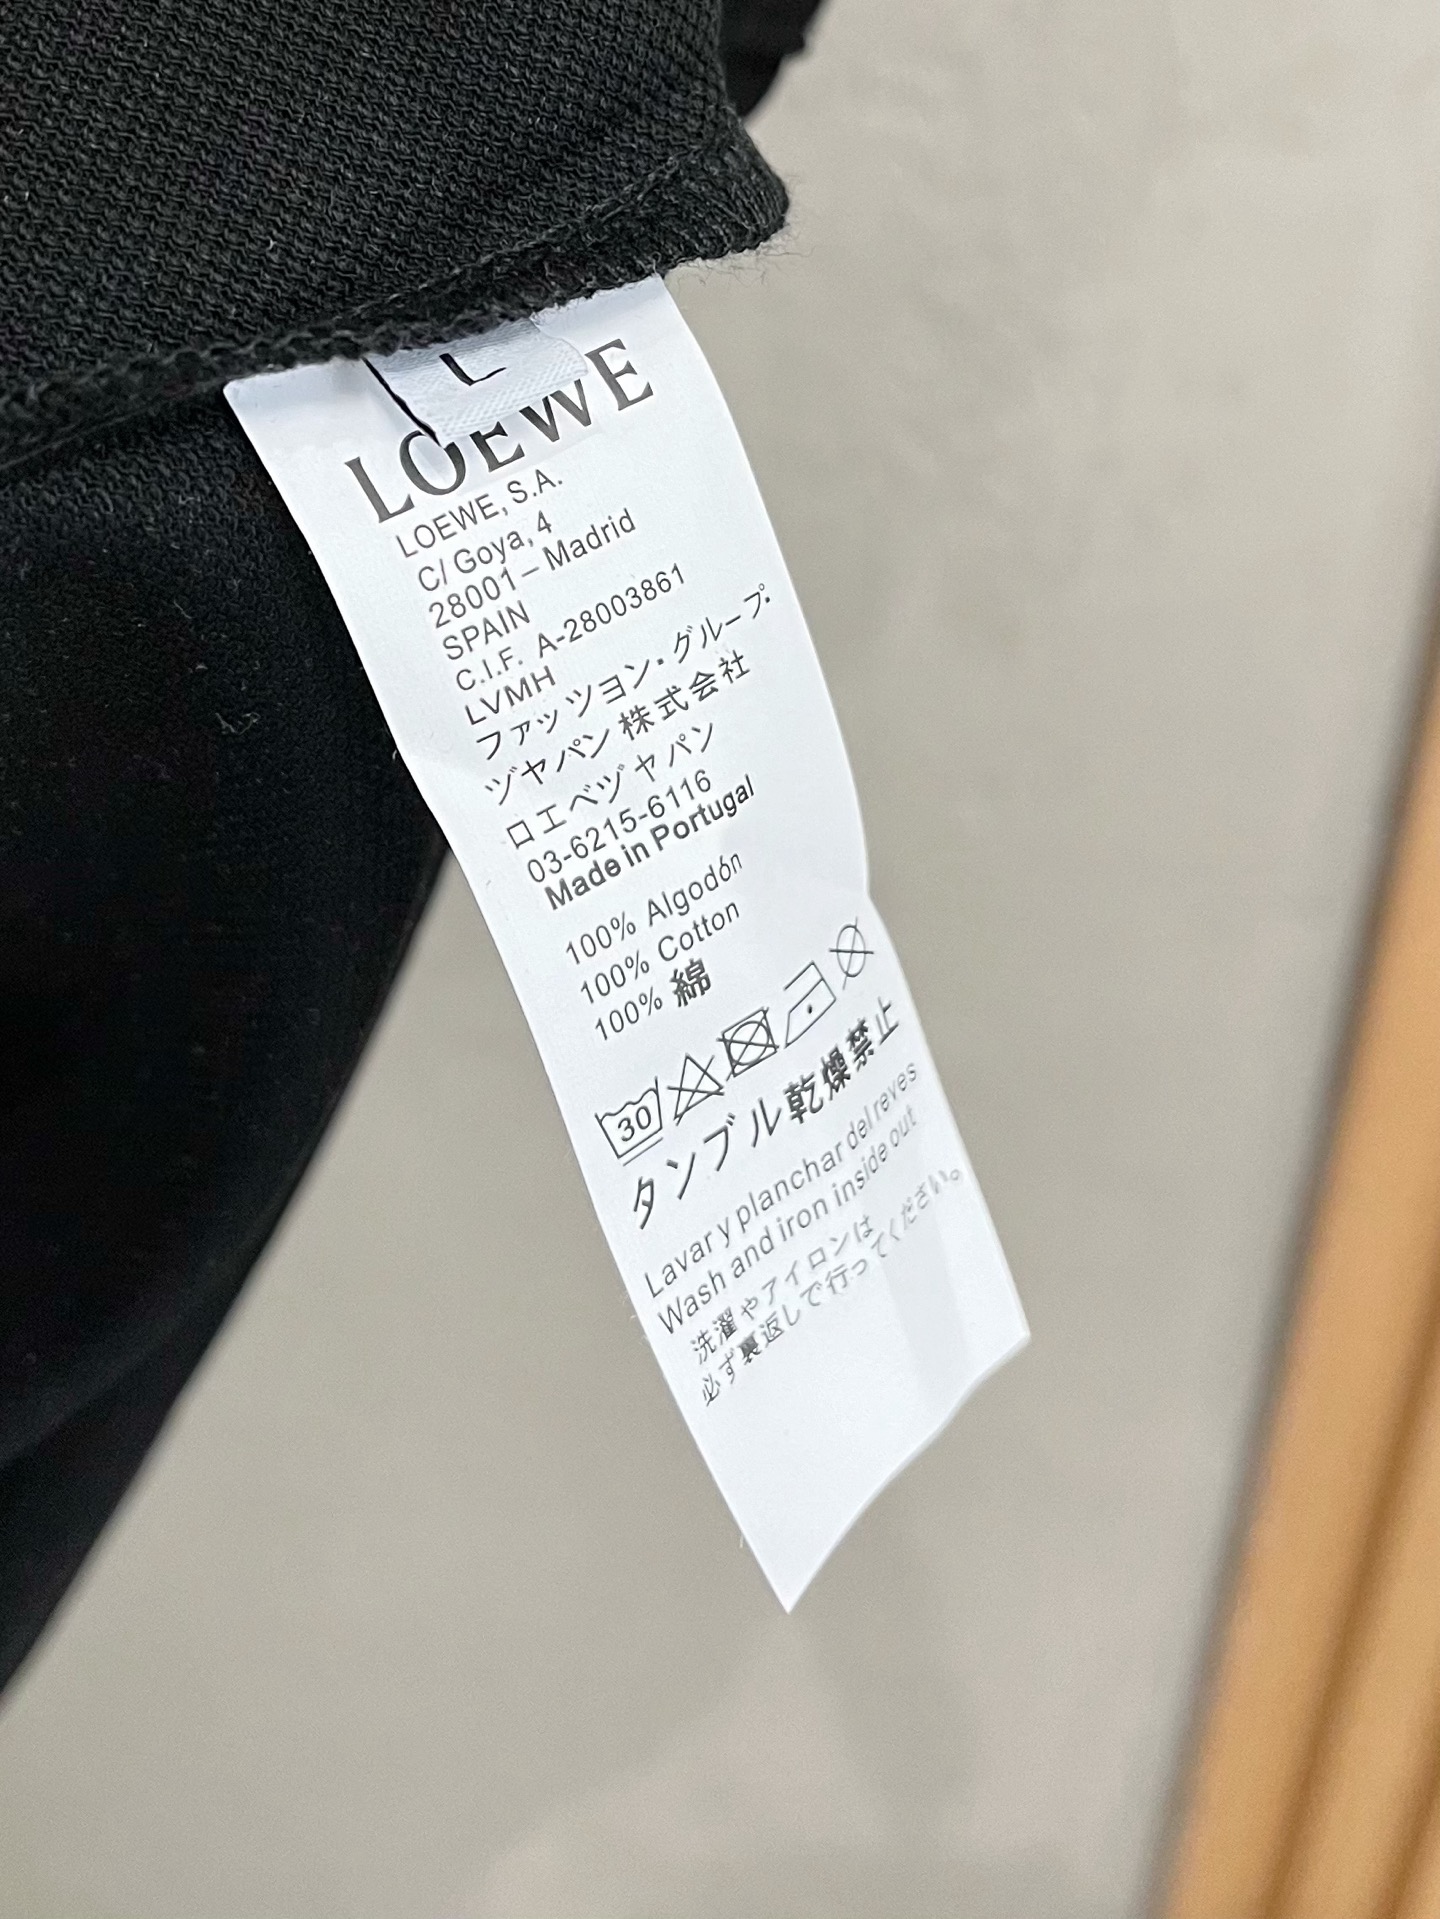 L
LOEWE
LOEWE, S.A.
C/ Goya, 4
28001 – Madrid
SPAIN
C.I.F. A-28003861
LVMH
ファッツヨン・グループ
ヅヤパン 株式会社
ロエベヅヤパン
03-6215-6116
Made in Portugal
100% Algodón
100% Cotton
100% 綿
30
タンブル乾燥禁止
Lavar y planchar del reves
Wash and iron inside out
洗濯やアイロンは
必ず裏返しで行ってください。